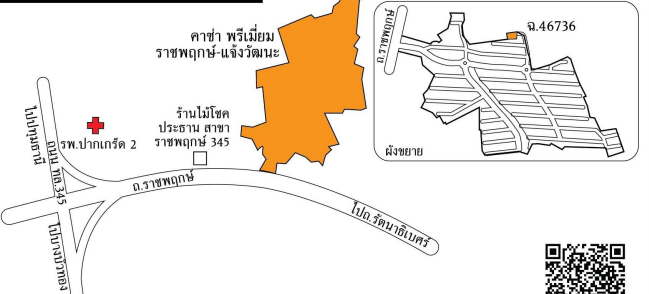 คาซ่า พรีเมี่ยม
ราชพฤกษ์-แจ้งวัฒนะ
ร้านไม้โชค
ประธาน สาขา
ราชพฤกษ์ 345
รพ.ปากเกร็ด 2
ไปปทุมธานี
ถนน ทล.345
ไปบางบัวทอง
ถ.ราชพฤกษ์
ไปถ.รัตนาธิเบศร์
ถ.ราชพฤกษ์
ฉ.46736
ผังขยาย